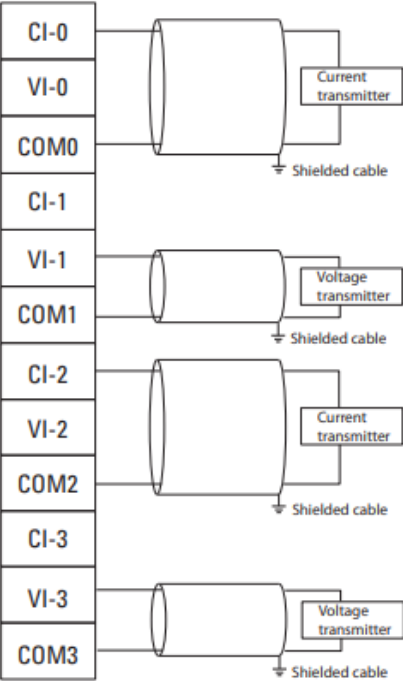 CI-0
VI-0
Current
transmitter
COM0
Shielded cable
CI-1
VI-1
Voltage
transmitter
COM1
Shielded cable
CI-2
VI-2
Current
transmitter
COM2
Shielded cable
CI-3
VI-3
Voltage
transmitter
COM3
Shielded cable